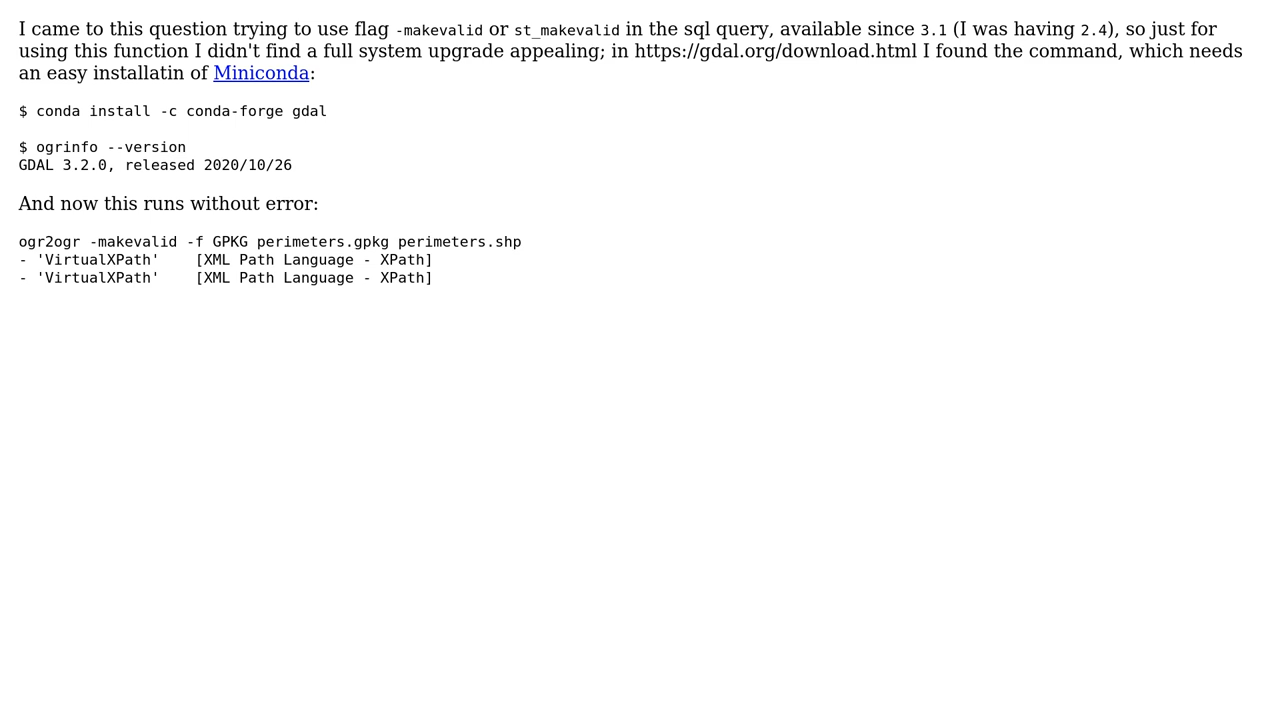 I came to this question trying to use flag -makevalid or st_makevalid in the sql query, available since 3.1 (I was having 2.4), so just for
using this function I didn't find a full system upgrade appealing; in https://gdal.org/download.html I found the command, which needs
an easy installatin of Miniconda:
$ conda install -c conda-forge gdal
$ ogrinfo --version
GDAL 3.2.0, released 2020/10/26
And now this runs without error:
ogr2ogr -makevalid -f GPKG perimeters.gpkg perimeters.shp
- 'VirtualXPath'    [XML Path Language - XPath]
- 'VirtualXPath'    [XML Path Language - XPath]